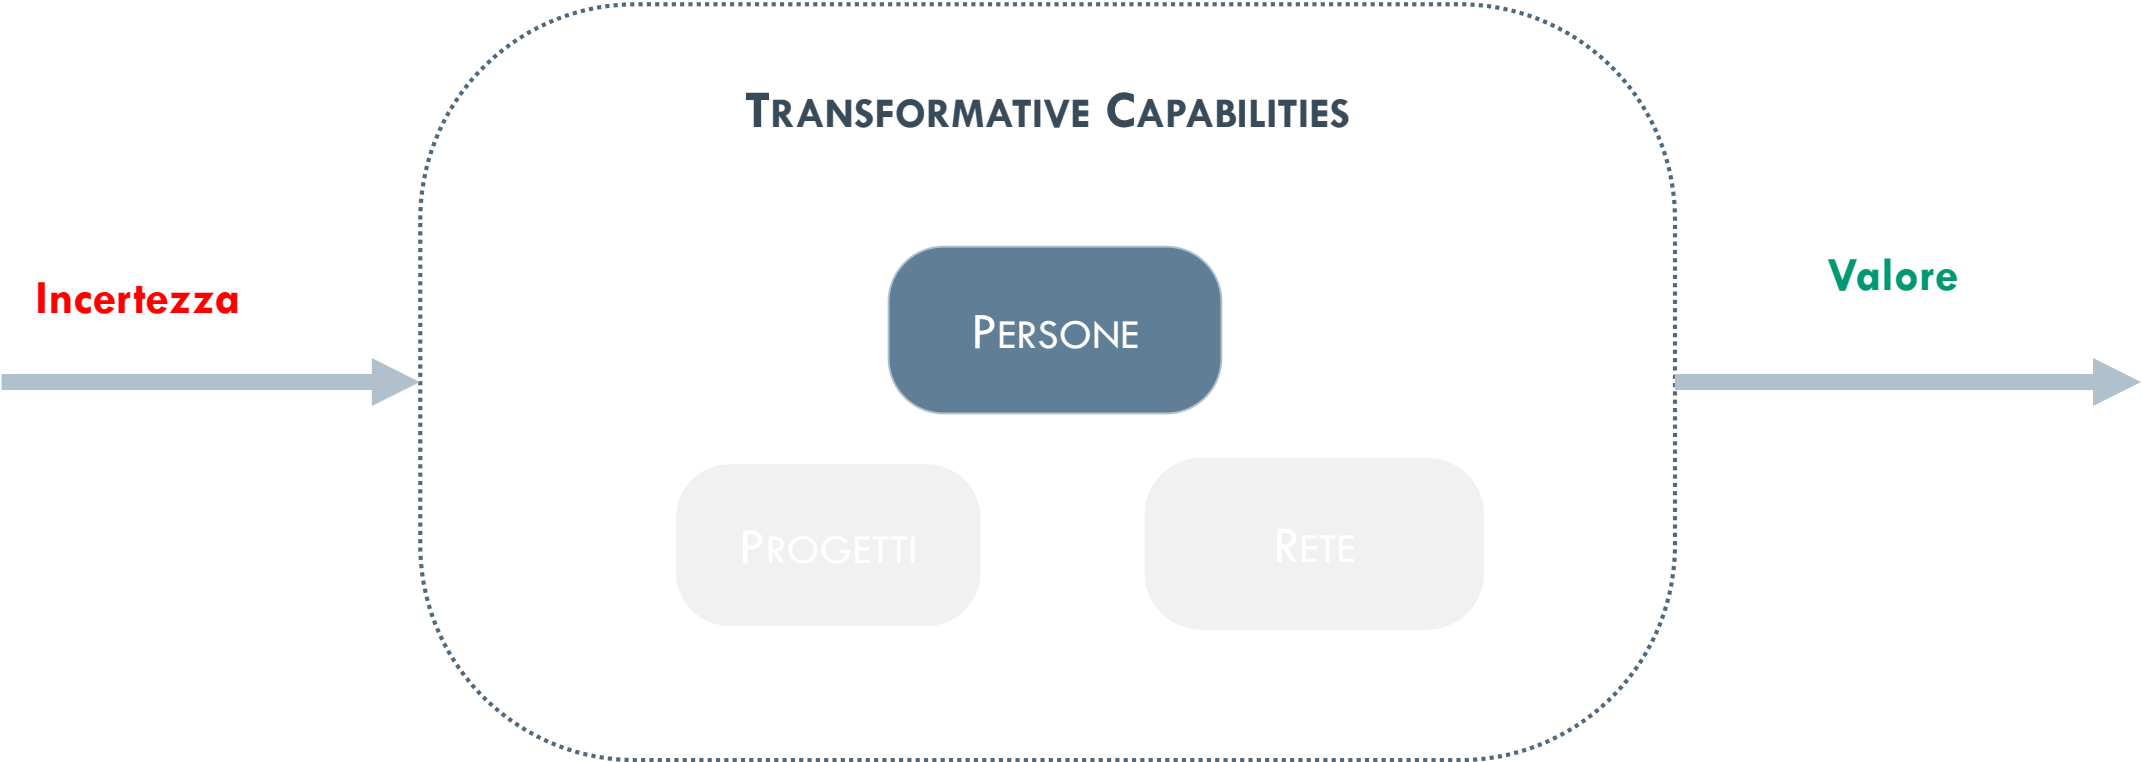 Transformative Capabilities
Incertezza
Valore
Persone
Progetti
Rete